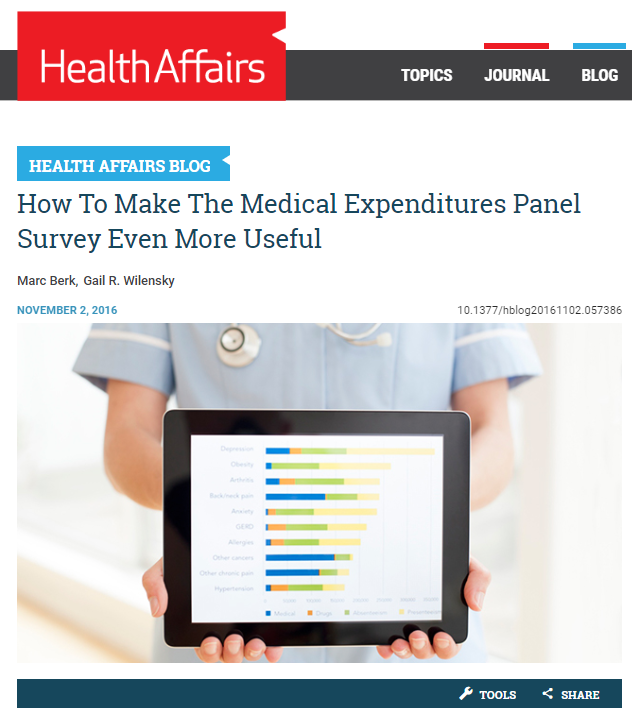 HealthAffairs
TOPICS JOURNAL BLOG
HEALTH AFFAIRS BLOG
How To Make The Medical Expenditures Panel
Survey Even More Useful
Marc Berk, Gail R. Wilensky
NOVEMBER 2, 2016 10.1377/hblog20161102.057386
Depression
Obesity
Arthritis
Back/neck pain
Anxiety
GERD
Allergies
Other cancers
Other chronic pain
Hypertension
Medical Drugs Absenteeism
TOOLS SHARE